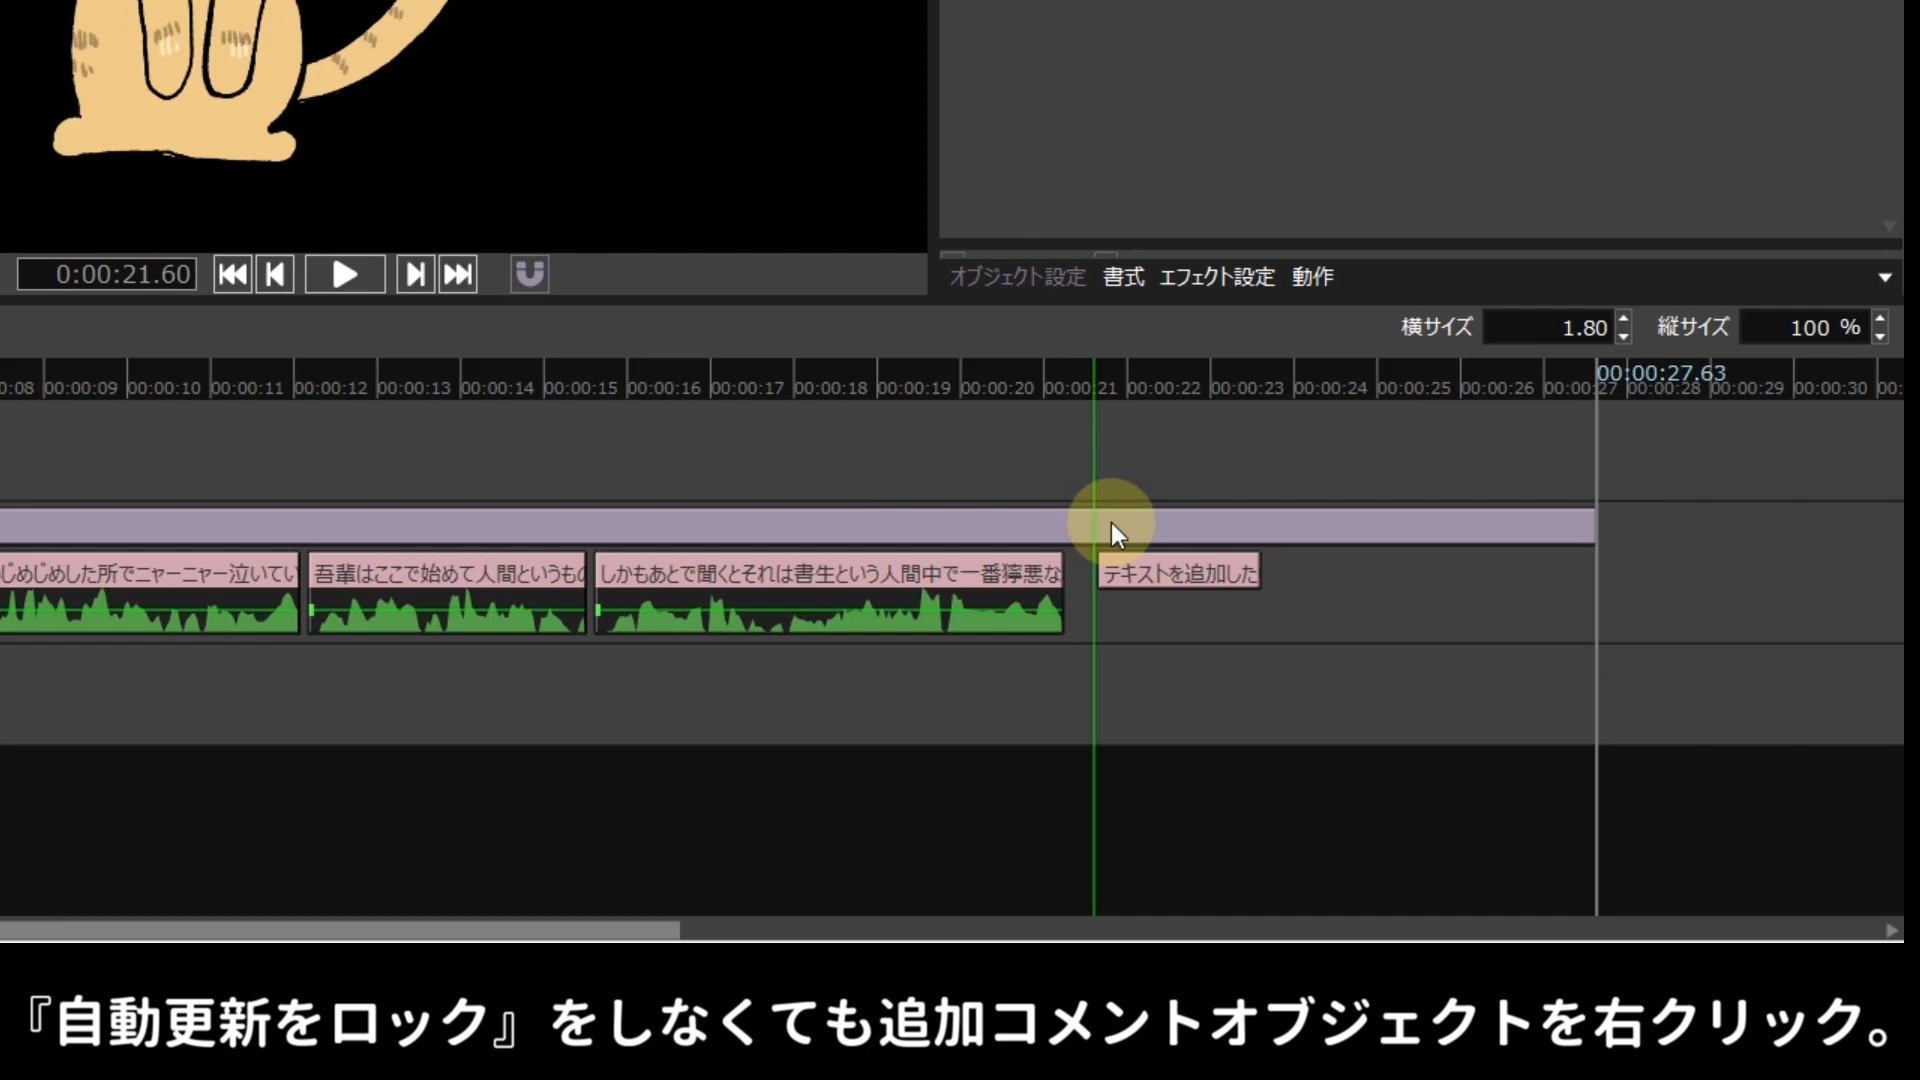 0:00:21.60
オブジェクト設定 書式 エフェクト設定 動作
横サイズ 1.80 縦サイズ 100 %
00:00:27.63
0:08 00:00:09 00:00:10 00:00:11 00:00:12 00:00:13 00:00:14 00:00:15 00:00:16 00:00:17 00:00:18 00:00:19 00:00:20 00:00:21 00:00:22 00:00:23 00:00:24 00:00:25 00:00:26 00:00:27 00:00:28 00:00:29 00:00:30 00:
じめじめした所でニャーニャー泣いてい 吾輩はここで始めて人間というもの しかもあとで聞くとそれは書生という人間中で一番獰悪な テキストを追加した
『自動更新をロック』をしなくても追加コメントオブジェクトを右クリック。